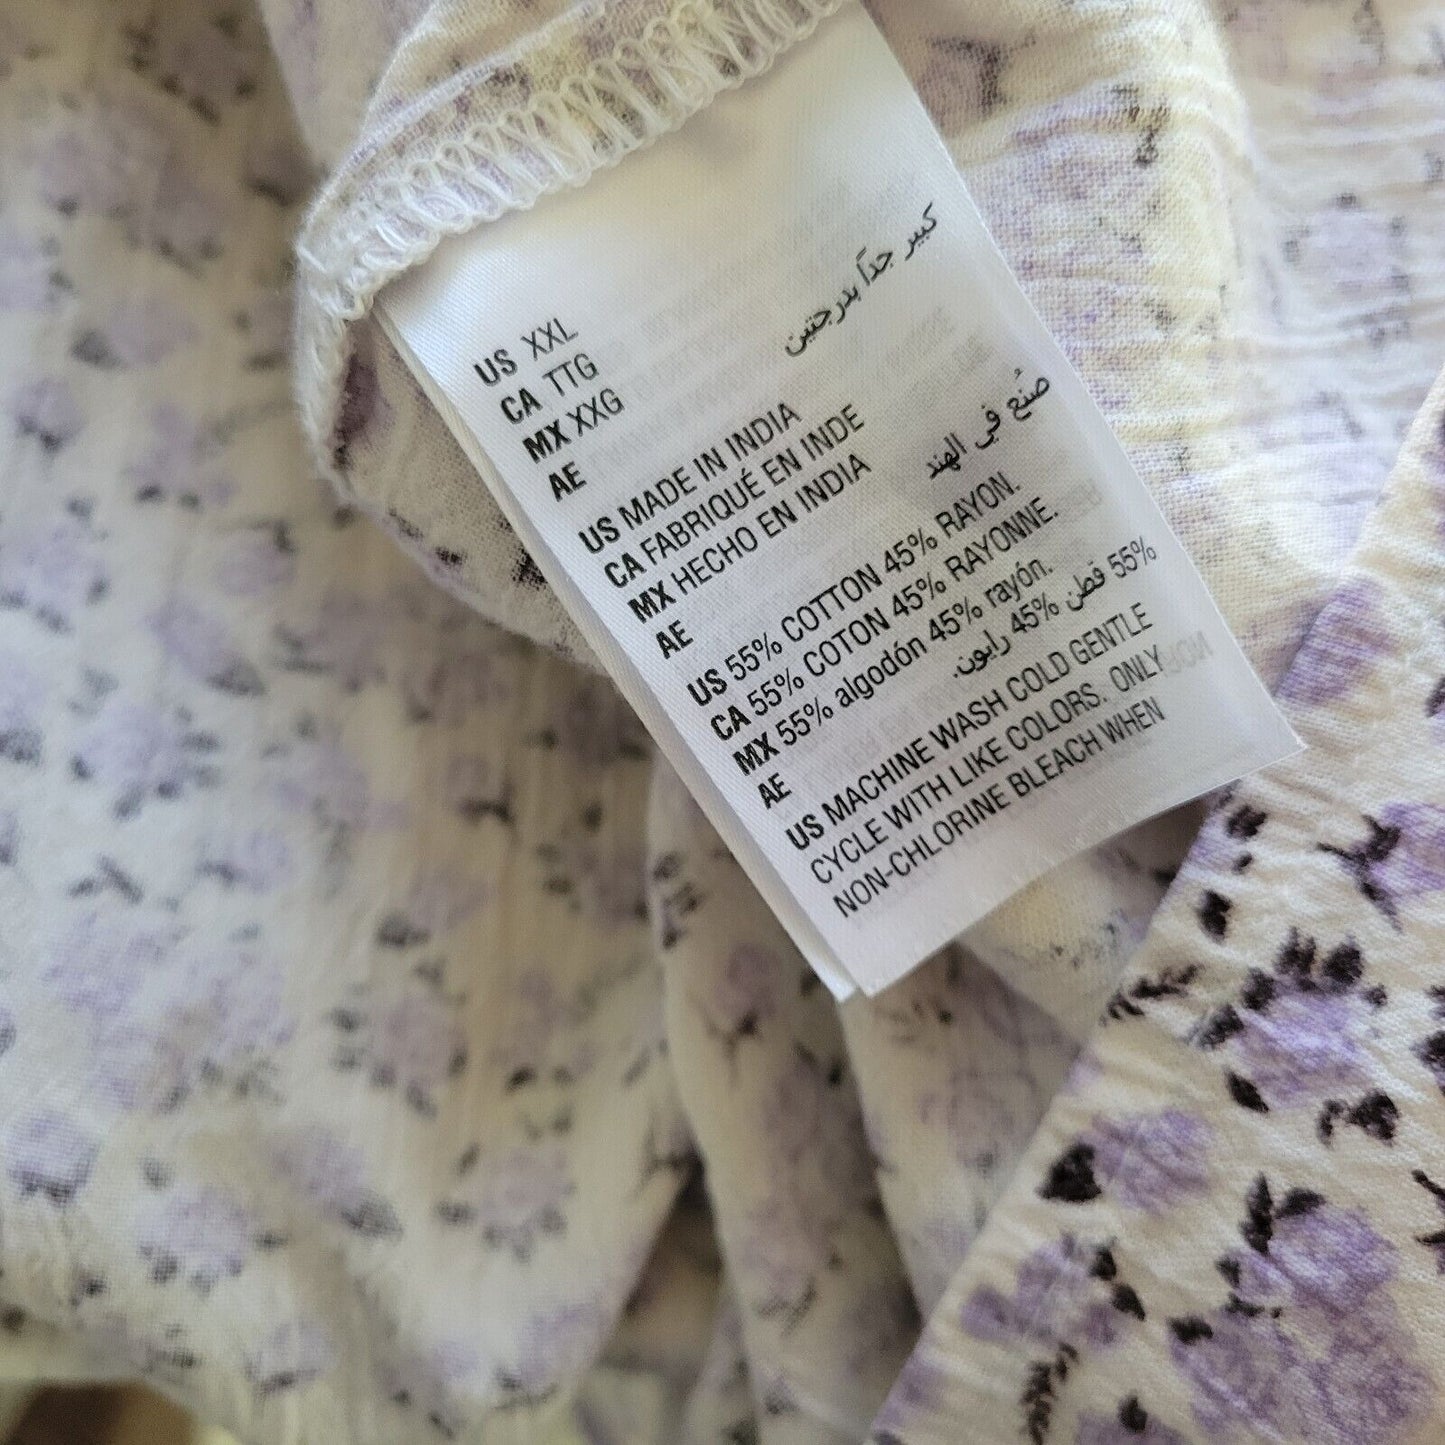 US XXL
CA TTG
MX XXG
AE كبير جداً بدرجتين
US MADE IN INDIA
CA FABRIQUÉ EN INDE
MX HECHO EN INDIA
AE صُنع في الهند
US 55% COTTON 45% RAYON.
CA 55% COTON 45% RAYONNE.
MX 55% algodón 45% rayón.
AE 55% قطن 45% رايون.
US MACHINE WASH COLD GENTLE
CYCLE WITH LIKE COLORS. ONLY
NON-CHLORINE BLEACH WHEN